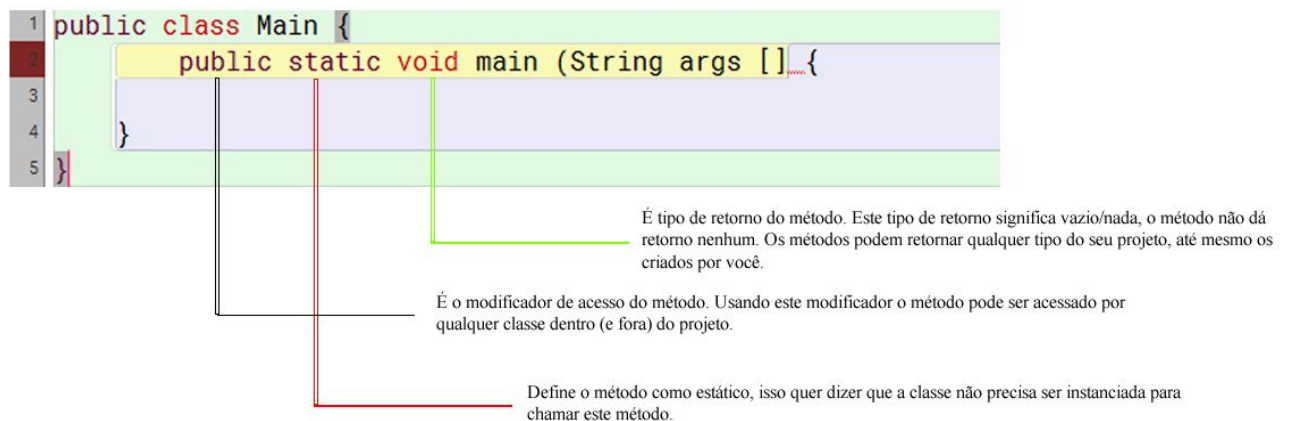 1 public class Main {
2 public static void main (String args [] {
3
4 }
5 }
É tipo de retorno do método. Este tipo de retorno significa vazio/nada, o método não dá
retorno nenhum. Os métodos podem retornar qualquer tipo do seu projeto, até mesmo os
criados por você.
É o modificador de acesso do método. Usando este modificador o método pode ser acessado por
qualquer classe dentro (e fora) do projeto.
Define o método como estático, isso quer dizer que a classe não precisa ser instanciada para
chamar este método.